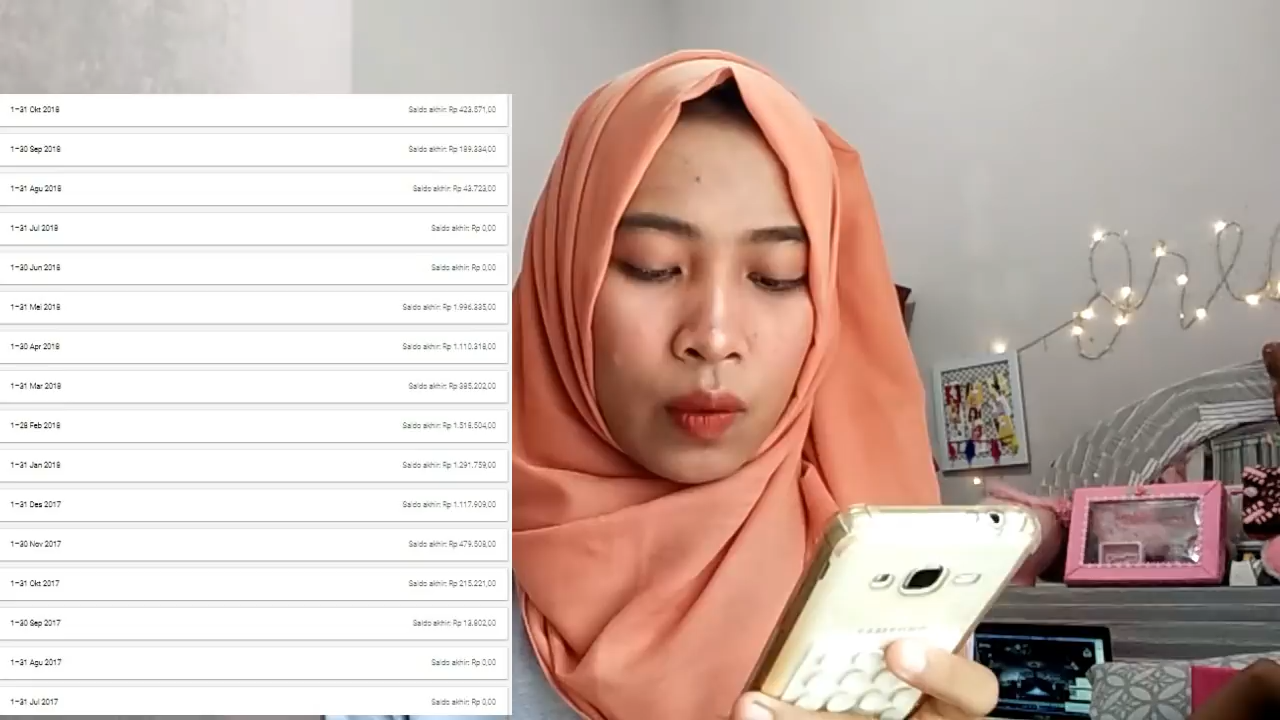 1–31 Okt 2018 Saldo akhir: Rp 423.571,00
1–30 Sep 2018 Saldo akhir: Rp 189.334,00
1–31 Agu 2018 Saldo akhir: Rp 43.723,00
1–31 Jul 2018 Saldo akhir: Rp 0,00
1–30 Jun 2018 Saldo akhir: Rp 0,00
1–31 Mei 2018 Saldo akhir: Rp 1.996.335,00
1–30 Apr 2018 Saldo akhir: Rp 1.110.318,00
1–31 Mar 2018 Saldo akhir: Rp 395.202,00
1–28 Feb 2018 Saldo akhir: Rp 1.518.504,00
1–31 Jan 2018 Saldo akhir: Rp 1.291.759,00
1–31 Des 2017 Saldo akhir: Rp 1.117.909,00
1–30 Nov 2017 Saldo akhir: Rp 479.508,00
1–31 Okt 2017 Saldo akhir: Rp 215.221,00
1–30 Sep 2017 Saldo akhir: Rp 13.802,00
1–31 Agu 2017 Saldo akhir: Rp 0,00
1–31 Jul 2017 Saldo akhir: Rp 0,00
SAMSUNG